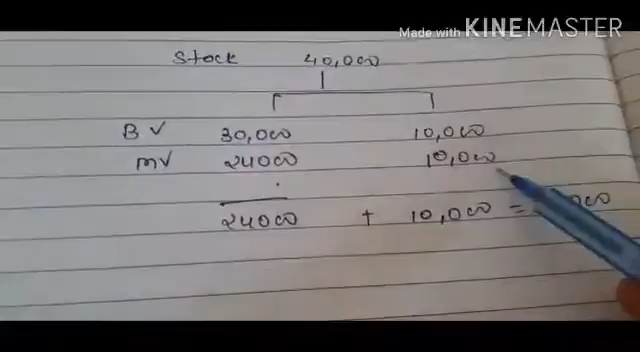 Made with KINEMASTER
Stock 40,000
BV 30,000 10,000
MV 24000 10,000
24000 + 10,000 =